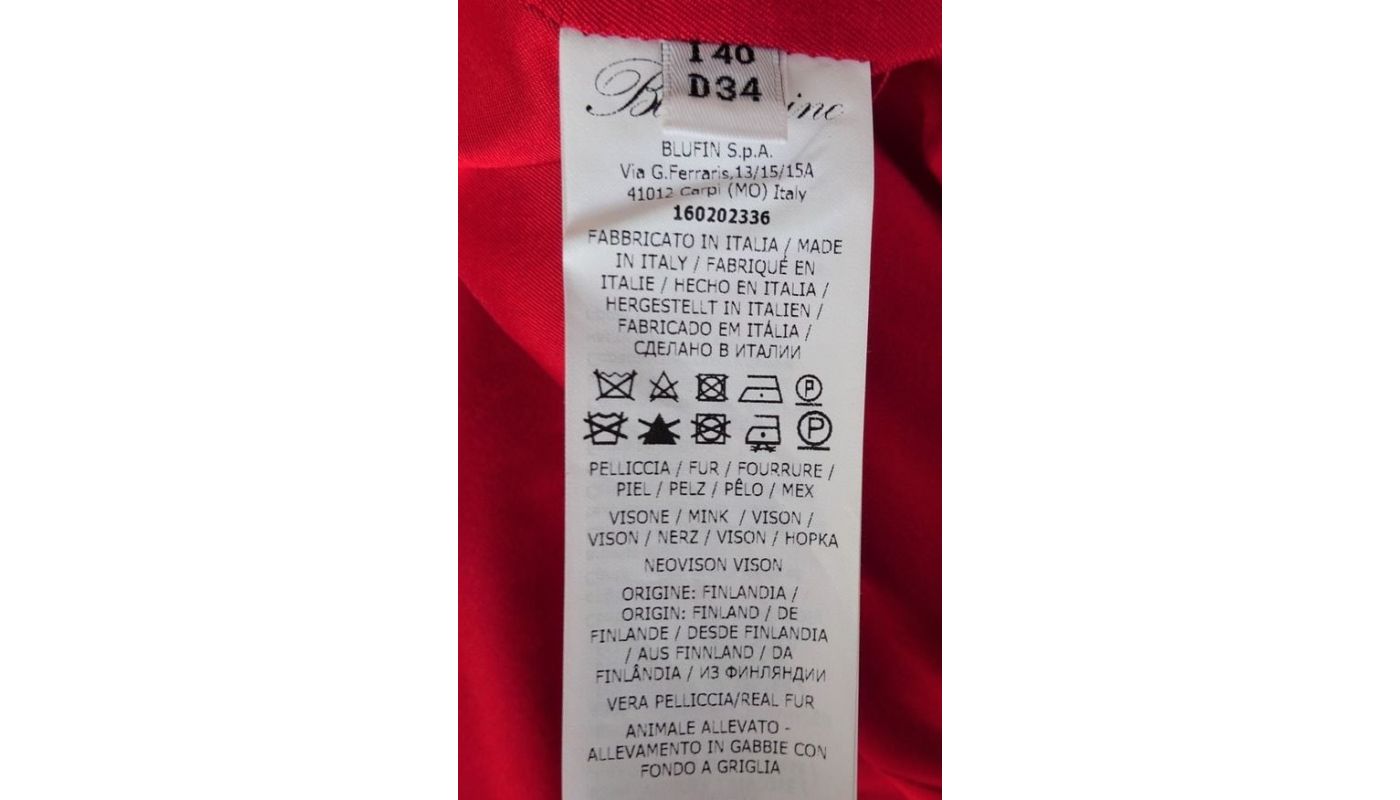 I 40
D34
BLUFIN S.p.A.
Via G.Ferraris,13/15/15A
41012 Carpi (MO) Italy
160202336
FABBRICATO IN ITALIA / MADE
IN ITALY / FABRIQUÉ EN
ITALIE / HECHO EN ITALIA /
HERGESTELLT IN ITALIEN /
FABRICADO EM ITÁLIA /
СДЕЛАНО В ИТАЛИИ
P
P
PELLICCIA / FUR / FOURRURE /
PIEL / PELZ / PÊLO / МЕХ
VISONE / MINK / VISON /
VISON / NERZ / VISON / НОРКА
NEOVISON VISON
ORIGINE: FINLANDIA /
ORIGIN: FINLAND / DE
FINLANDE / DESDE FINLANDIA
/ AUS FINNLAND / DA
FINLÂNDIA / ИЗ ФИНЛЯНДИИ
VERA PELLICCIA/REAL FUR
ANIMALE ALLEVATO -
ALLEVAMENTO IN GABBIE CON
FONDO A GRIGLIA